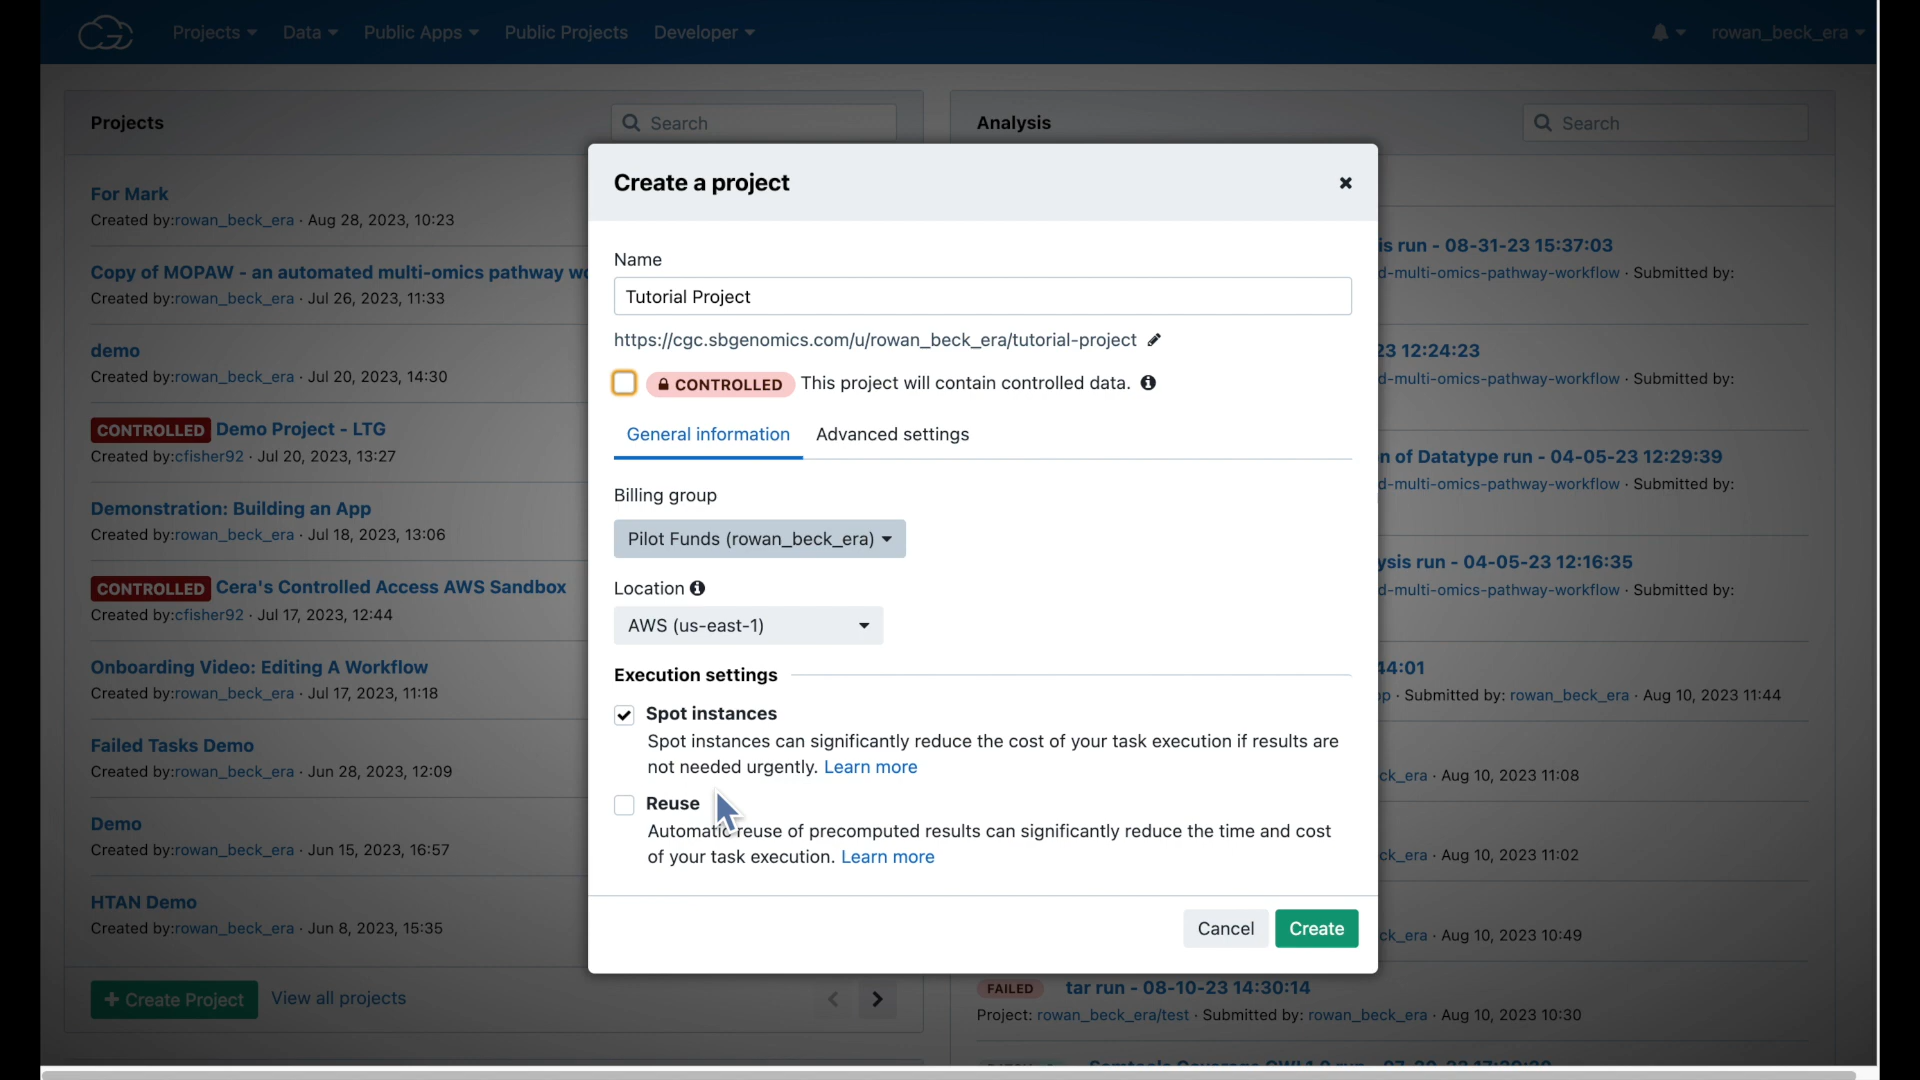 Projects Data Public Apps Public Projects Developer rowan_beck_era
Projects
Search
For Mark
Created by:rowan_beck_era · Aug 28, 2023, 10:23
Copy of MOPAW - an automated multi-omics pathway
Created by:rowan_beck_era · Jul 26, 2023, 11:33
demo
Created by:rowan_beck_era · Jul 20, 2023, 14:30
CONTROLLED Demo Project - LTG
Created by:cfisher92 · Jul 20, 2023, 13:27
Demonstration: Building an App
Created by:rowan_beck_era · Jul 18, 2023, 13:06
CONTROLLED Cera's Controlled Access AWS Sandbox
Created by:cfisher92 · Jul 17, 2023, 12:44
Onboarding Video: Editing A Workflow
Created by:rowan_beck_era · Jul 17, 2023, 11:18
Failed Tasks Demo
Created by:rowan_beck_era · Jun 28, 2023, 12:09
Demo
Created by:rowan_beck_era · Jun 15, 2023, 16:57
HTAN Demo
Created by:rowan_beck_era · Jun 8, 2023, 15:35
+ Create Project View all projects
Create a project
Name
Tutorial Project
https://cgc.sbgenomics.com/u/rowan_beck_era/tutorial-project
CONTROLLED This project will contain controlled data.
General information Advanced settings
Billing group
Pilot Funds (rowan_beck_era)
Location
AWS (us-east-1)
Execution settings
Spot instances
Spot instances can significantly reduce the cost of your task execution if results are
not needed urgently. Learn more
Reuse
Automatic reuse of precomputed results can significantly reduce the time and cost
of your task execution. Learn more
Cancel Create
Analysis
Search
is run - 08-31-23 15:37:03
d-multi-omics-pathway-workflow · Submitted by:
23 12:24:23
d-multi-omics-pathway-workflow · Submitted by:
n of Datatype run - 04-05-23 12:29:39
d-multi-omics-pathway-workflow · Submitted by:
ysis run - 04-05-23 12:16:35
d-multi-omics-pathway-workflow · Submitted by:
44:01
pp · Submitted by: rowan_beck_era · Aug 10, 2023 11:44
ck_era · Aug 10, 2023 11:08
ck_era · Aug 10, 2023 11:02
ck_era · Aug 10, 2023 10:49
FAILED tar run - 08-10-23 14:30:14
Project: rowan_beck_era/test · Submitted by: rowan_beck_era · Aug 10, 2023 10:30